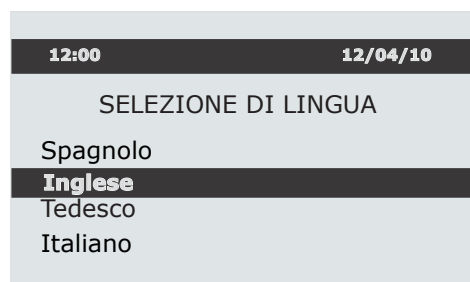 12:00 12/04/10
SELEZIONE DI LINGUA
Spagnolo
Inglese
Tedesco
Italiano